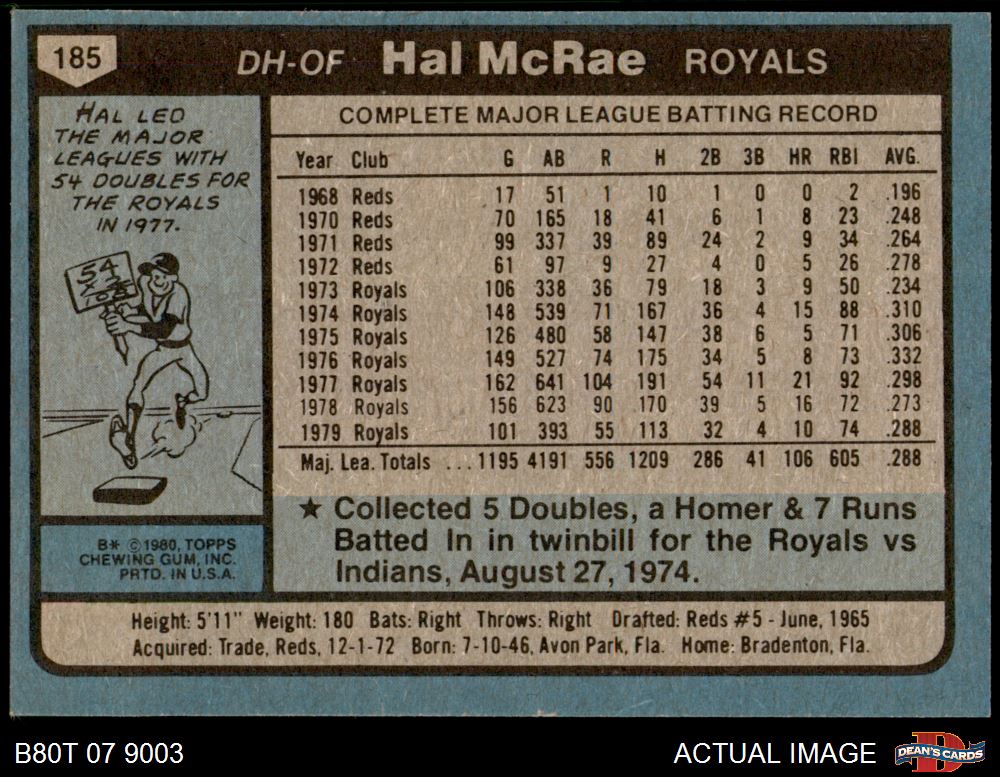 185 DH-OF Hal McRae ROYALS
HAL LED
THE MAJOR
LEAGUES WITH
54 DOUBLES FOR
THE ROYALS
IN 1977.
54
COMPLETE MAJOR LEAGUE BATTING RECORD
Year Club G AB R H 2B 3B HR RBI AVG.
1968 Reds 17 51 1 10 1 0 0 2 .196
1970 Reds 70 165 18 41 6 1 8 23 .248
1971 Reds 99 337 39 89 24 2 9 34 .264
1972 Reds 61 97 9 27 4 0 5 26 .278
1973 Royals 106 338 36 79 18 3 9 50 .234
1974 Royals 148 539 71 167 36 4 15 88 .310
1975 Royals 126 480 58 147 38 6 5 71 .306
1976 Royals 149 527 74 175 34 5 8 73 .332
1977 Royals 162 641 104 191 54 11 21 92 .298
1978 Royals 156 623 90 170 39 5 16 72 .273
1979 Royals 101 393 55 113 32 4 10 74 .288
Maj. Lea. Totals ...1195 4191 556 1209 286 41 106 605 .288
★ Collected 5 Doubles, a Homer & 7 Runs
Batted In in twinbill for the Royals vs
Indians, August 27, 1974.
B* ©1980, TOPPS
CHEWING GUM, INC.
PRTD. IN U.S.A.
Height: 5'11" Weight: 180 Bats: Right Throws: Right Drafted: Reds #5 - June, 1965
Acquired: Trade, Reds, 12-1-72 Born: 7-10-46, Avon Park, Fla. Home: Bradenton, Fla.
B80T 07 9003
ACTUAL IMAGE
D
DEAN'S CARDS